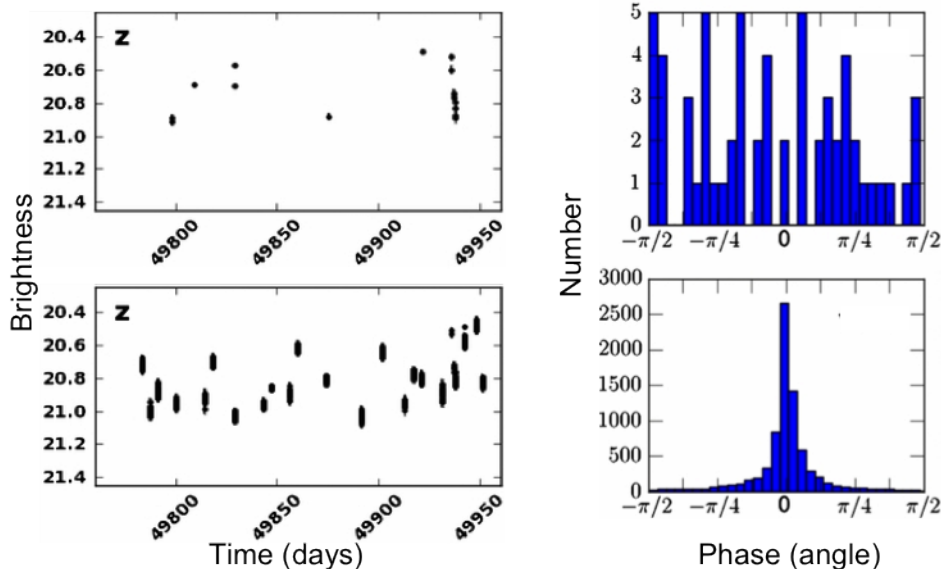 Brightness
z
20.4
20.6
20.8
21.0
21.2
21.4
49800
49850
49900
49950
Number
5
4
3
2
1
0
−π/2
−π/4
0
π/4
π/2
z
20.4
20.6
20.8
21.0
21.2
21.4
49800
49850
49900
49950
Time (days)
3000
2500
2000
1500
1000
500
0
−π/2
−π/4
0
π/4
π/2
Phase (angle)